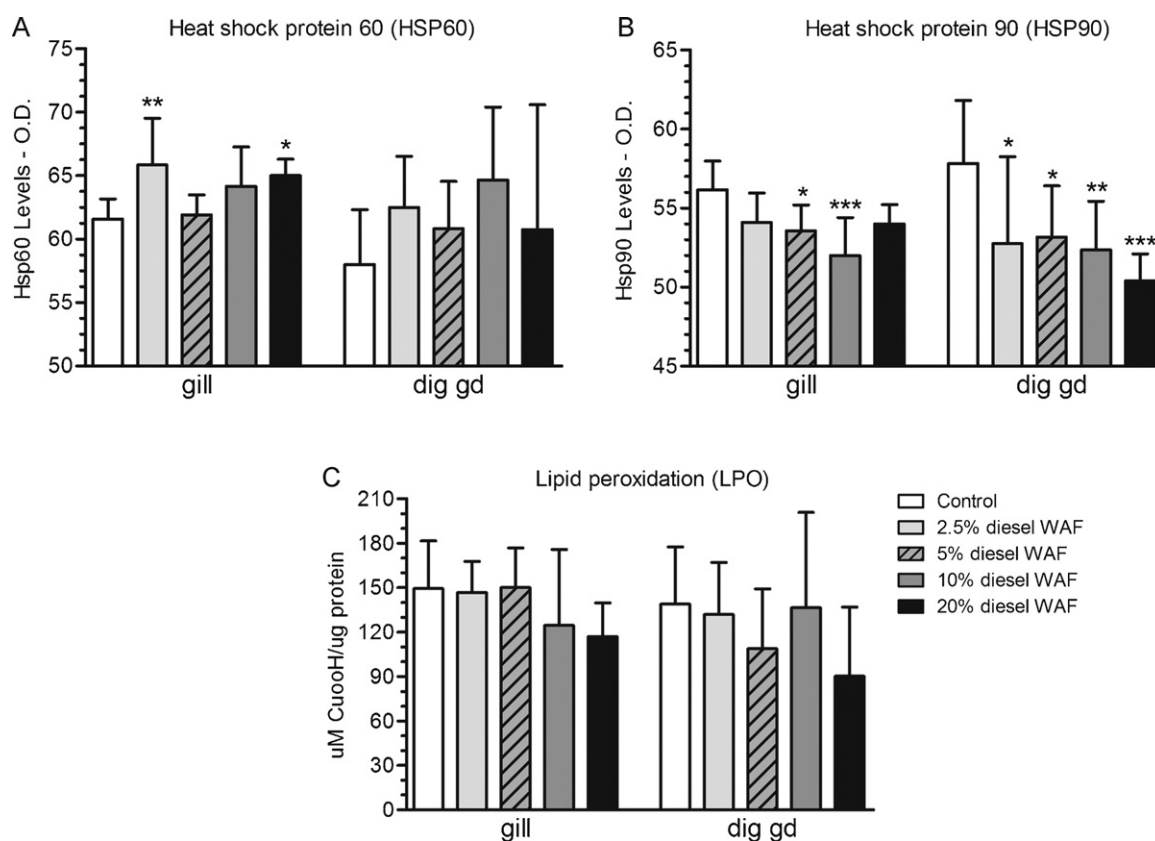 A
Heat shock protein 60 (HSP60)
Hsp60 Levels - O.D.
75
70
65
60
55
50
**
*
gill
dig gd
B
Heat shock protein 90 (HSP90)
Hsp90 Levels - O.D.
65
60
55
50
45
*
***
*
*
**
***
gill
dig gd
C
Lipid peroxidation (LPO)
uM CuooH/ug protein
210
180
150
120
90
60
30
0
gill
dig gd
Control
2.5% diesel WAF
5% diesel WAF
10% diesel WAF
20% diesel WAF